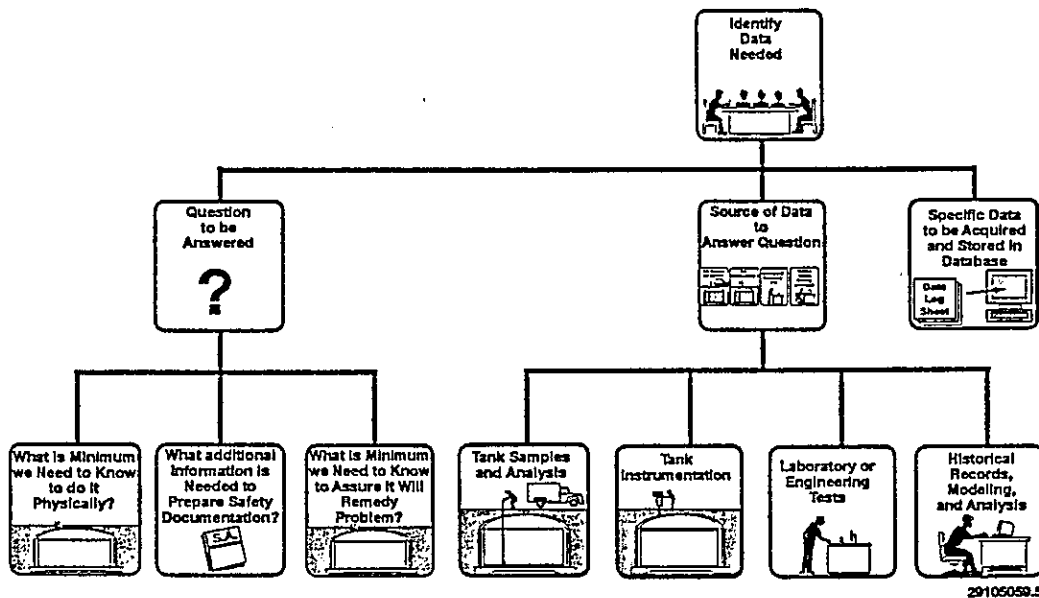 Identify
Data
Needed
Question
to be
Answered
?
Source of Data
to
Answer Question
Specific Data
to be Acquired
and Stored in
Database
Data
Log
Sheet
What is Minimum
we Need to Know
to do it
Physically?
What additional
Information is
Needed to
Prepare Safety
Documentation?
S.A.
What is Minimum
we Need to Know
to Assure It Will
Remedy
Problem?
Tank Samples
and Analysis
Tank
Instrumentation
Laboratory or
Engineering
Tests
Historical
Records,
Modeling,
and Analysis
29105059.5